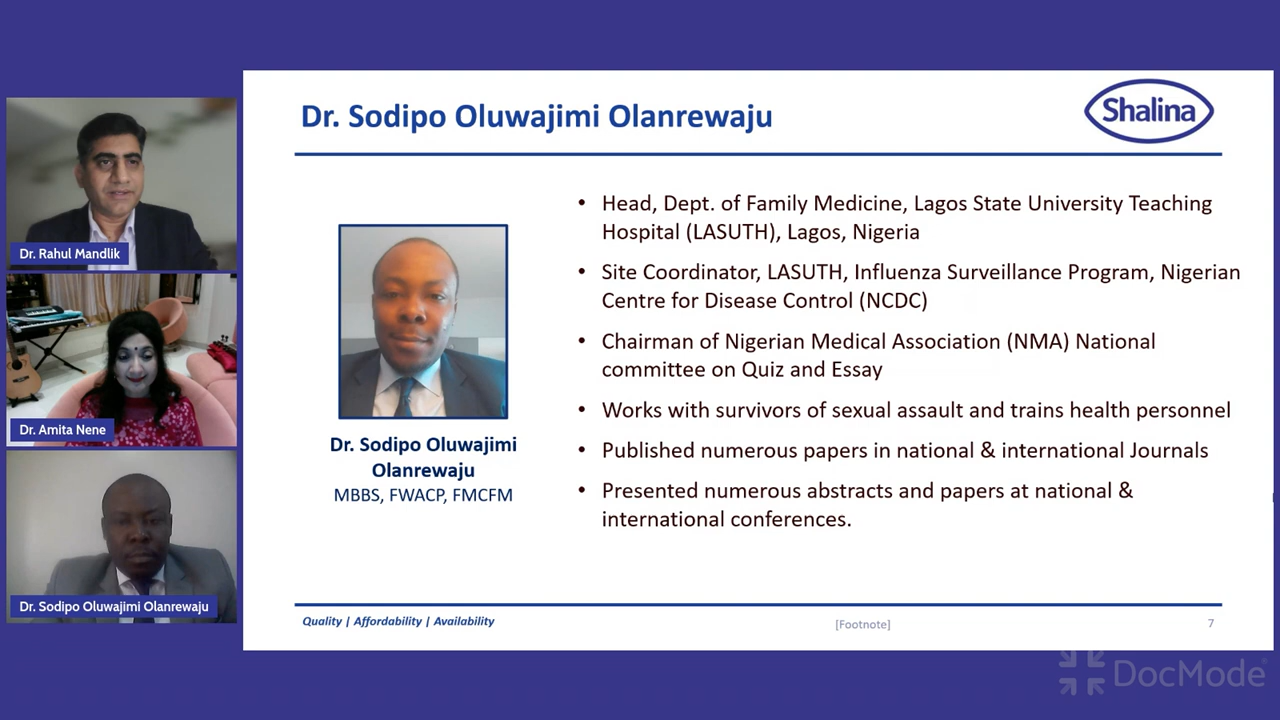 Dr. Sodipo Oluwajimi Olanrewaju
Shalina
Dr. Rahul Mandlik
Dr. Amita Nene
Dr. Sodipo Oluwajimi Olanrewaju
Dr. Sodipo Oluwajimi
Olanrewaju
MBBS, FWACP, FMCFM
• Head, Dept. of Family Medicine, Lagos State University Teaching
Hospital (LASUTH), Lagos, Nigeria
• Site Coordinator, LASUTH, Influenza Surveillance Program, Nigerian
Centre for Disease Control (NCDC)
• Chairman of Nigerian Medical Association (NMA) National
committee on Quiz and Essay
• Works with survivors of sexual assault and trains health personnel
• Published numerous papers in national & international Journals
• Presented numerous abstracts and papers at national &
international conferences.
Quality | Affordability | Availability
[Footnote]
7
DocMode